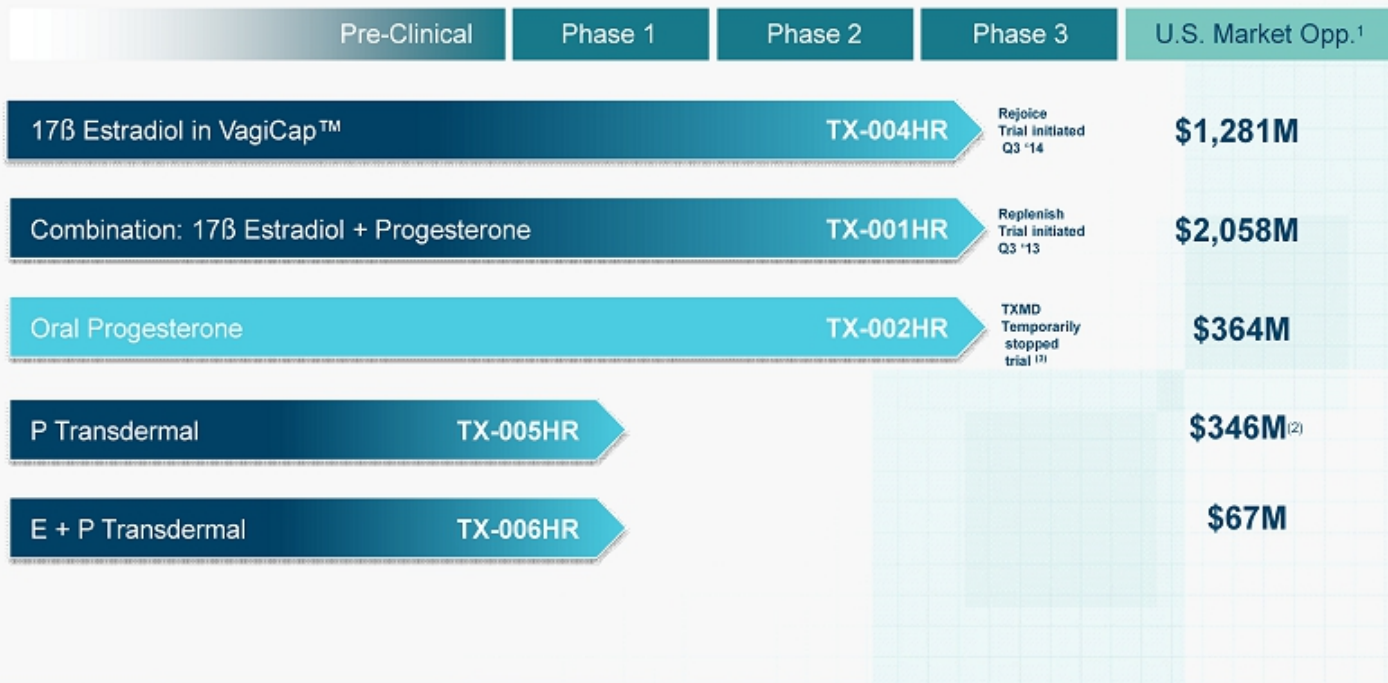 Pre-Clinical Phase 1 Phase 2 Phase 3 U.S. Market Opp.¹
17ß Estradiol in VagiCap™ TX-004HR
Rejoice
Trial initiated
Q3 ‘14
$1,281M
Combination: 17ß Estradiol + Progesterone TX-001HR
Replenish
Trial initiated
Q3 ‘13
$2,058M
Oral Progesterone TX-002HR
TXMD
Temporarily
stopped
trial (3)
$364M
P Transdermal TX-005HR
$346M(2)
E + P Transdermal TX-006HR
$67M